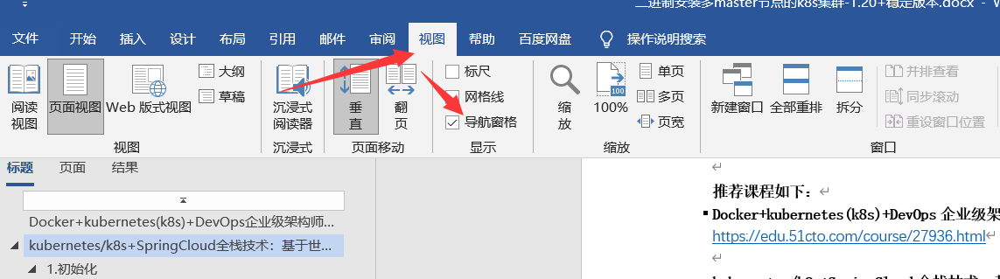 二进制安装多master节点的k8s集群-1.20+稳定版本.docx - W
文件 开始 插入 设计 布局 引用 邮件 审阅 视图 帮助 百度网盘 操作说明搜索
阅读视图 页面视图 Web 版式视图 大纲 草稿
视图
沉浸式阅读器
沉浸式
垂直 翻页
页面移动
标尺
网格线
导航窗格
显示
缩放 100% 100 单页 多页 页宽
缩放
新建窗口 全部重排 拆分 并排查看 同步滚动 重设窗口位置
窗口
标题 页面 结果
Docker+kubernetes(k8s)+DevOps企业级架构师...
kubernetes/k8s+SpringCloud全栈技术：基于世...
1.初始化
推荐课程如下：
Docker+kubernetes(k8s)+DevOps 企业级架
https://edu.51cto.com/course/27936.html